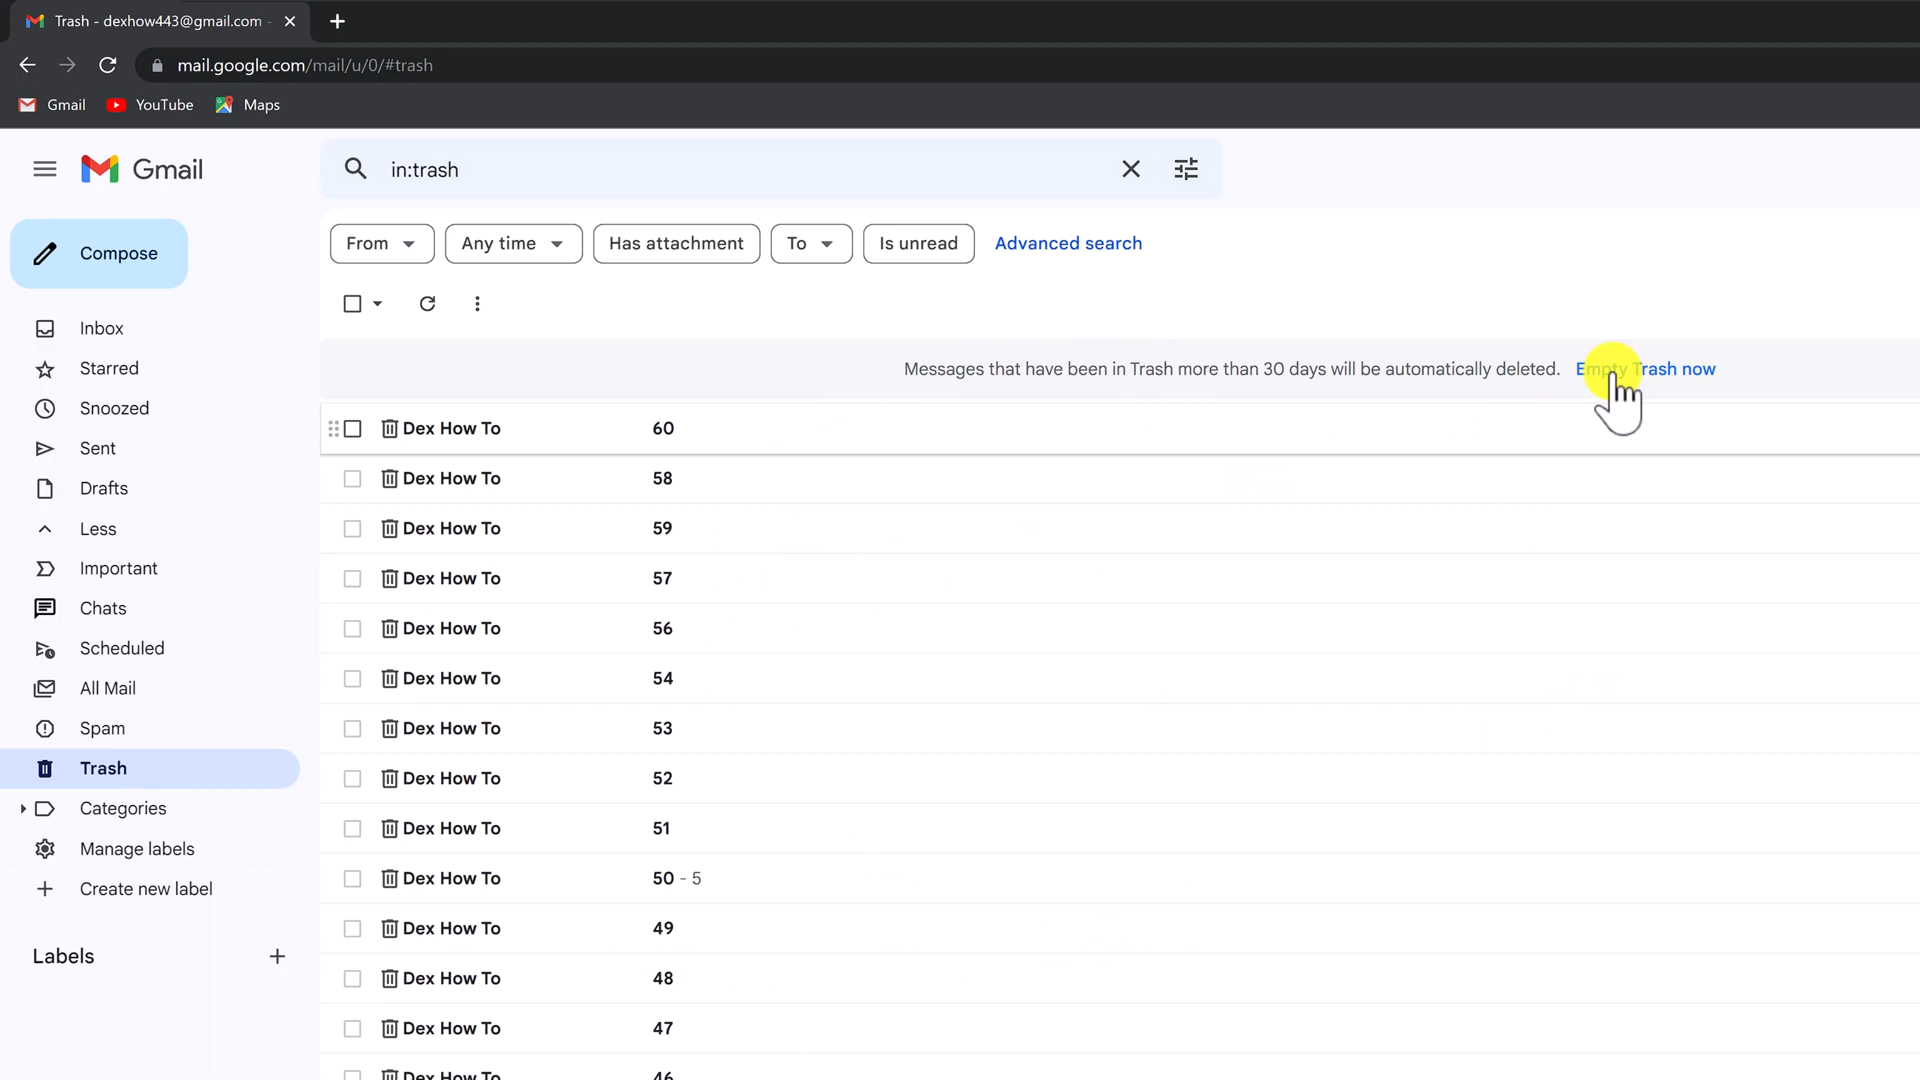 Trash - dexhow443@gmail.com -
mail.google.com/mail/u/0/#trash
Gmail YouTube Maps
Gmail
in:trash
Compose
From Any time Has attachment To Is unread Advanced search
Messages that have been in Trash more than 30 days will be automatically deleted. Empty Trash now
Inbox
Starred
Snoozed
Sent
Drafts
Less
Important
Chats
Scheduled
All Mail
Spam
Trash
Categories
Manage labels
Create new label
Labels
Dex How To 60
Dex How To 58
Dex How To 59
Dex How To 57
Dex How To 56
Dex How To 54
Dex How To 53
Dex How To 52
Dex How To 51
Dex How To 50 - 5
Dex How To 49
Dex How To 48
Dex How To 47
Dex How To 46